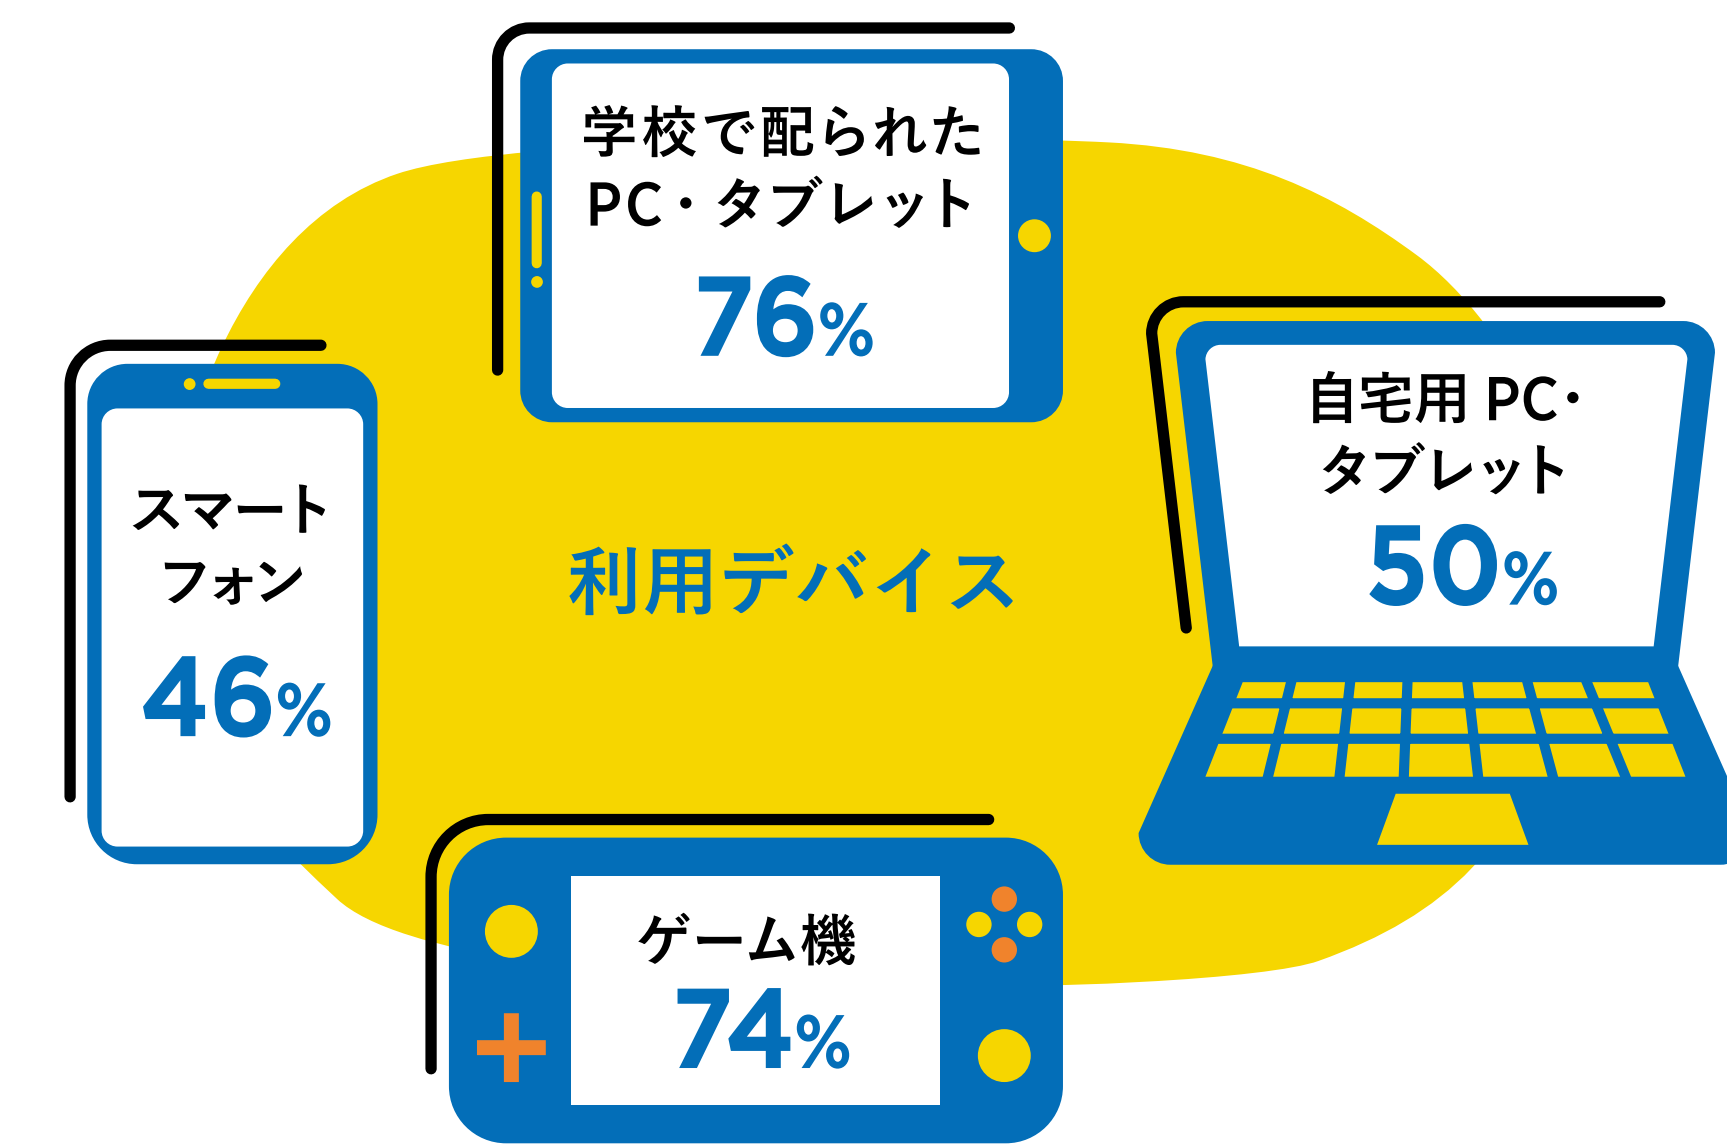 学校で配られた
PC・タブレット
76%
自宅用 PC・
タブレット
50%
スマート
フォン
46%
利用デバイス
ゲーム機
74%